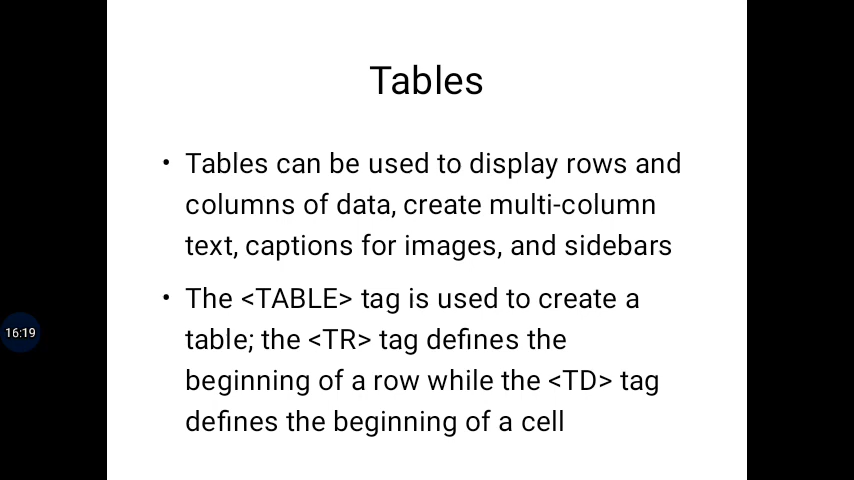 Tables
• Tables can be used to display rows and
columns of data, create multi-column
text, captions for images, and sidebars
• The <TABLE> tag is used to create a
table; the <TR> tag defines the
beginning of a row while the <TD> tag
defines the beginning of a cell
16:19